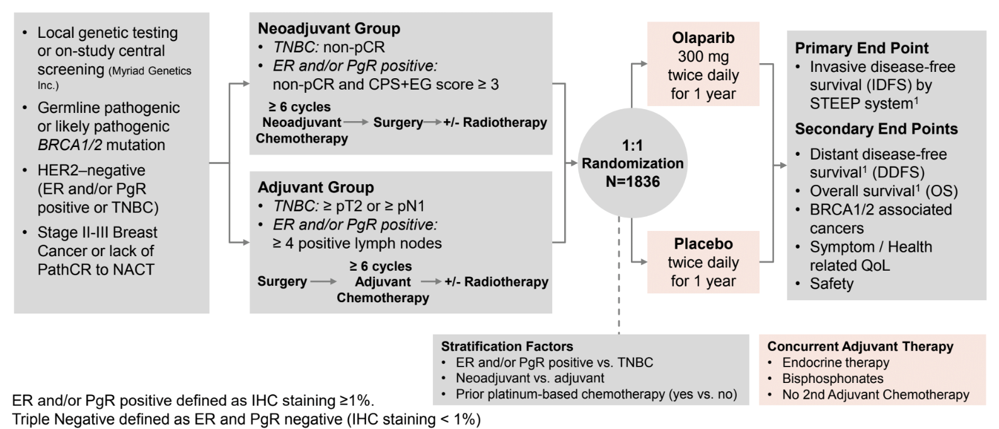 • Local genetic testing
or on-study central
screening (Myriad Genetics
Inc.)
• Germline pathogenic
or likely pathogenic
BRCA1/2 mutation
• HER2–negative
(ER and/or PgR
positive or TNBC)
• Stage II-III Breast
Cancer or lack of
PathCR to NACT
Neoadjuvant Group
• TNBC: non-pCR
• ER and/or PgR positive:
non-pCR and CPS+EG score ≥ 3
≥ 6 cycles
Neoadjuvant
Chemotherapy
Surgery
+/- Radiotherapy
Adjuvant Group
• TNBC: ≥ pT2 or ≥ pN1
• ER and/or PgR positive:
≥ 4 positive lymph nodes
Surgery
≥ 6 cycles
Adjuvant
Chemotherapy
+/- Radiotherapy
1:1
Randomization
N=1836
Olaparib
300 mg
twice daily
for 1 year
Placebo
twice daily
for 1 year
Primary End Point
• Invasive disease-free
survival (IDFS) by
STEEP system¹
Secondary End Points
• Distant disease-free
survival¹ (DDFS)
• Overall survival¹ (OS)
• BRCA1/2 associated
cancers
• Symptom / Health
related QoL
• Safety
Stratification Factors
• ER and/or PgR positive vs. TNBC
• Neoadjuvant vs. adjuvant
• Prior platinum-based chemotherapy (yes vs. no)
Concurrent Adjuvant Therapy
• Endocrine therapy
• Bisphosphonates
• No 2nd Adjuvant Chemotherapy
ER and/or PgR positive defined as IHC staining ≥1%.
Triple Negative defined as ER and PgR negative (IHC staining < 1%)